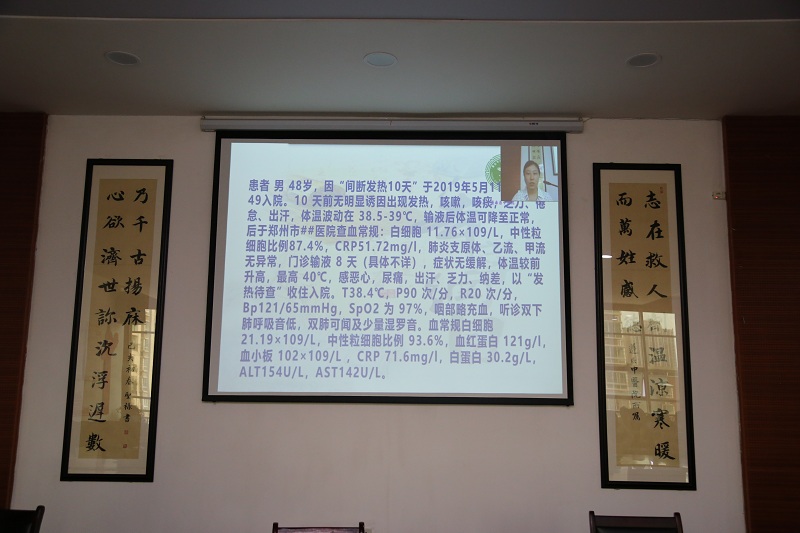 患者 男 48岁，因“间断发热10天”于2019年5月1
49入院。10 天前无明显诱因出现发热，咳嗽，咳痰，乏力、倦
怠、出汗，体温波动在 38.5-39℃，输液后体温可降至正常，
后于郑州市##医院查血常规：白细胞 11.76×109/L，中性粒
细胞比例87.4%，CRP51.72mg/l，肺炎支原体、乙流、甲流
无异常，门诊输液 8 天（具体不详），症状无缓解，体温较前
升高，最高 40℃，感恶心，尿痛，出汗、乏力、纳差，以“发
热待查”收住入院。T38.4℃，P90 次/分，R20 次/分，
Bp121/65mmHg，SpO2 为 97%，咽部略充血，听诊双下
肺呼吸音低，双肺可闻及少量湿罗音。血常规白细胞
21.19×109/L，中性粒细胞比例 93.6%，血红蛋白 121g/l，
血小板 102×109/L ，CRP 71.6mg/l，白蛋白 30.2g/L，
ALT154U/L，AST142U/L。
志在救人
而萬姓感
温涼寒暖
乃千古揚麻
心欲濟世診沉浮遲數